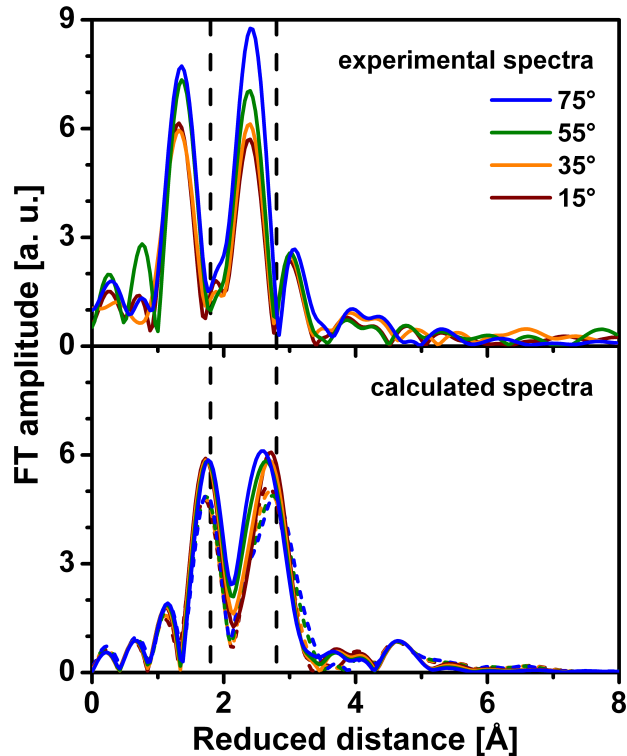 9
experimental spectra
75°
55°
35°
15°
6
3
0
FT amplitude [a. u.]
calculated spectra
6
3
0
0 2 4 6 8
Reduced distance [Å]